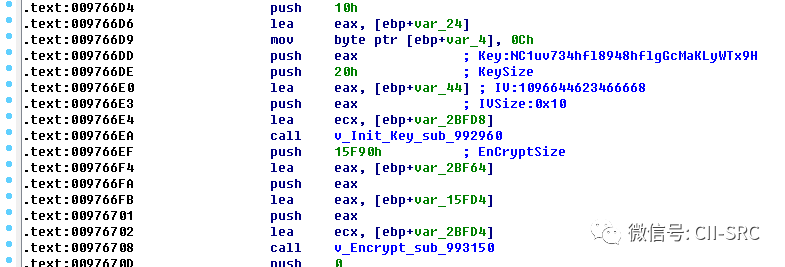 .text:009766D4 push 10h
.text:009766D6 lea eax, [ebp+var_24]
.text:009766D9 mov byte ptr [ebp+var_4], 0Ch
.text:009766DD push eax ; Key:NC1uv734hfl8948hflgGcMaKLyWTx9H
.text:009766DE push 20h ; KeySize
.text:009766E0 lea eax, [ebp+var_44] ; IV:1096644623466668
.text:009766E3 push eax ; IVSize:0x10
.text:009766E4 lea ecx, [ebp+var_2BFD8]
.text:009766EA call v_Init_Key_sub_992960
.text:009766EF push 15F90h ; EnCryptSize
.text:009766F4 lea eax, [ebp+var_2BF64]
.text:009766FA push eax
.text:009766FB lea eax, [ebp+var_15FD4]
.text:00976701 push eax
.text:00976702 lea ecx, [ebp+var_2BFD4]
.text:00976708 call v_Encrypt_sub_993150
.text:0097670D push 0
微信号: CII-SRC